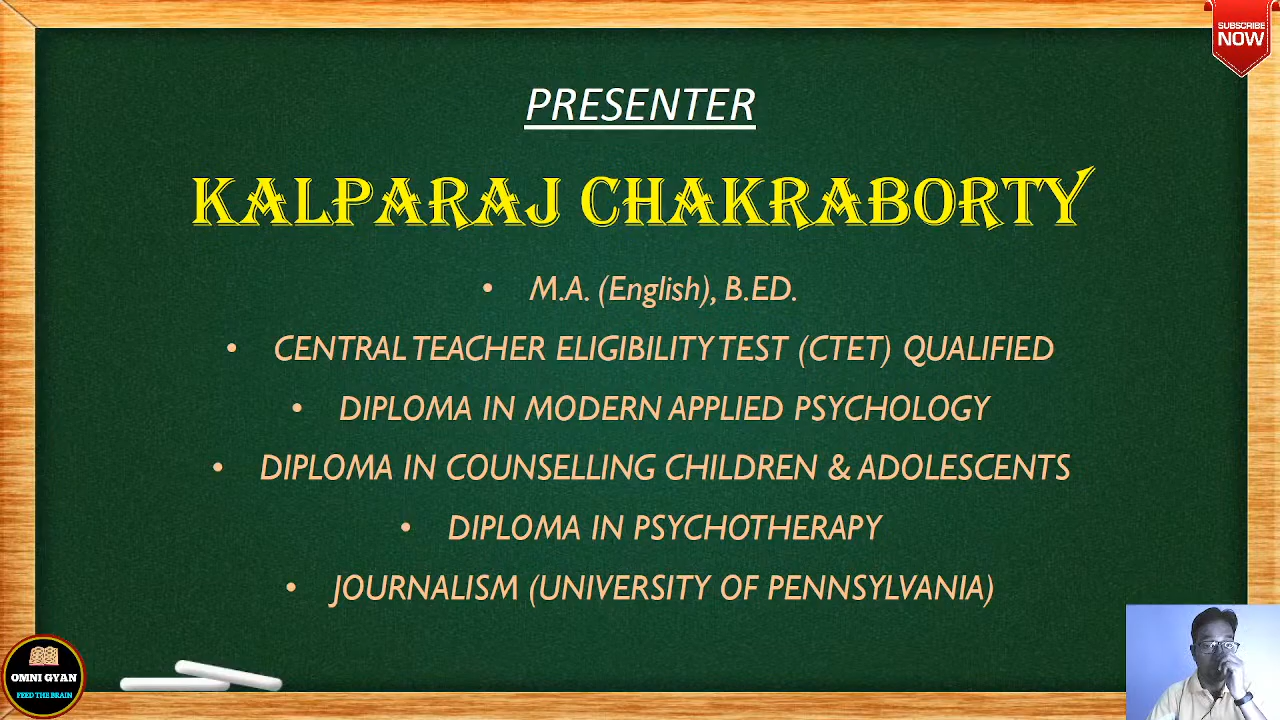 SUBSCRIBE
NOW
PRESENTER
KALPARAJ CHAKRABORTY
• M.A. (English), B.ED.
• CENTRAL TEACHER ELIGIBILITY TEST (CTET) QUALIFIED
• DIPLOMA IN MODERN APPLIED PSYCHOLOGY
• DIPLOMA IN COUNSELLING CHILDREN & ADOLESCENTS
• DIPLOMA IN PSYCHOTHERAPY
• JOURNALISM (UNIVERSITY OF PENNSYLVANIA)
OMNI GYAN
FEED THE BRAIN